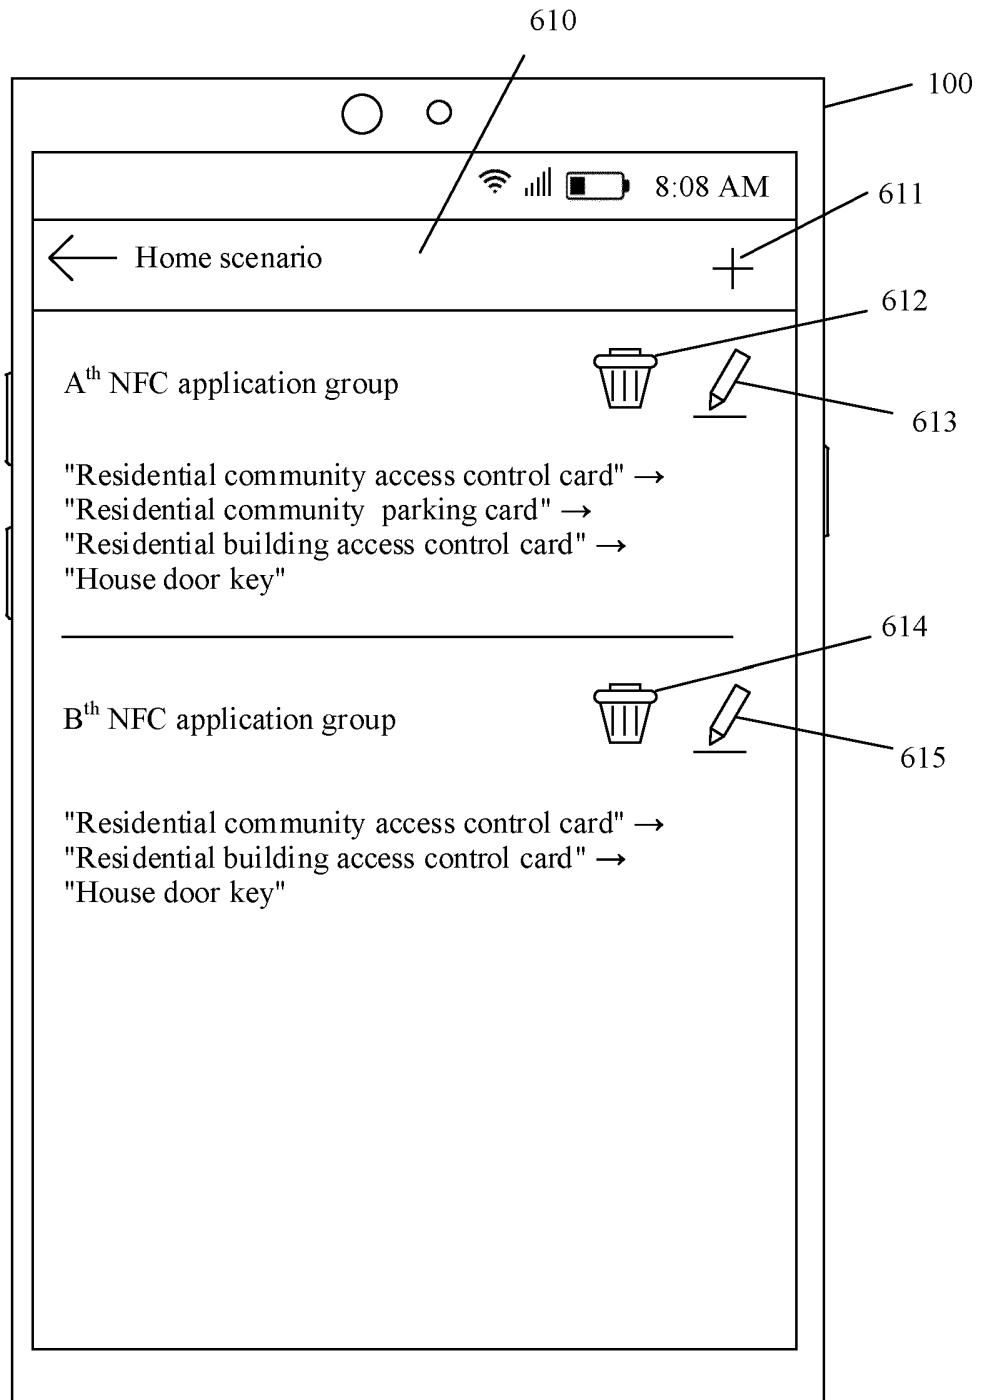 610
100
8:08 AM
611
Home scenario
612
Ath NFC application group
613
"Residential community access control card" →
"Residential community parking card" →
"Residential building access control card" →
"House door key"
614
Bth NFC application group
615
"Residential community access control card" →
"Residential building access control card" →
"House door key"